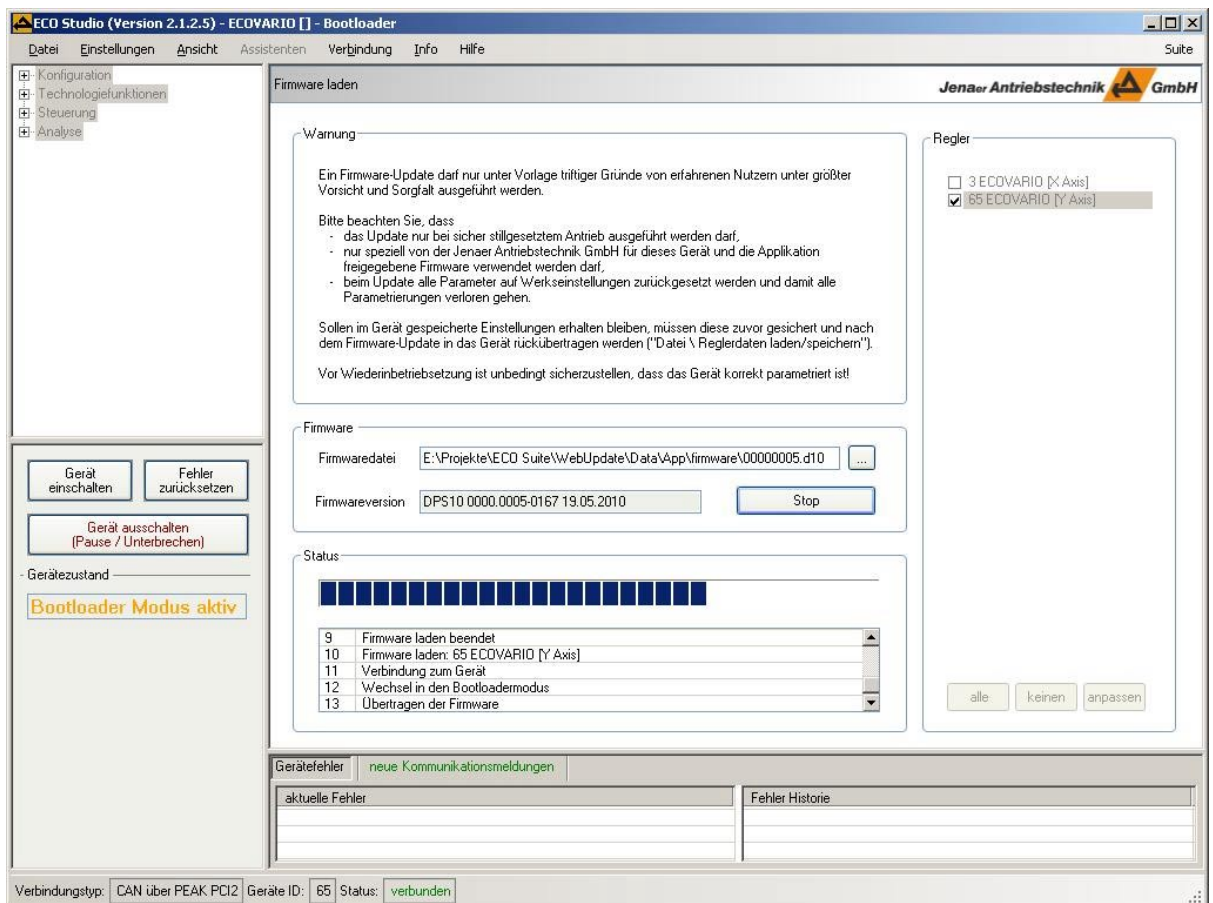 ECO Studio (Version 2.1.2.5) - ECOVARIO [] - Bootloader
Datei Einstellungen Ansicht Assistenten Verbindung Info Hilfe Suite
Konfiguration
Technologiefunktionen
Steuerung
Analyse
Firmware laden
Jenaer Antriebstechnik GmbH
Warnung
Ein Firmware-Update darf nur unter Vorlage triftiger Gründe von erfahrenen Nutzern unter größter
Vorsicht und Sorgfalt ausgeführt werden.
Bitte beachten Sie, dass
- das Update nur bei sicher stillgesetztem Antrieb ausgeführt werden darf,
- nur speziell von der Jenaer Antriebstechnik GmbH für dieses Gerät und die Applikation
freigegebene Firmware verwendet werden darf,
- beim Update alle Parameter auf Werkseinstellungen zurückgesetzt werden und damit alle
Parametrierungen verloren gehen.
Sollen im Gerät gespeicherte Einstellungen erhalten bleiben, müssen diese zuvor gesichert und nach
dem Firmware-Update in das Gerät rückübertragen werden ("Datei \ Reglerdaten laden/speichern").
Vor Wiederinbetriebsetzung ist unbedingt sicherzustellen, dass das Gerät korrekt parametriert ist!
Regler
3 ECOVARIO [X Axis]
65 ECOVARIO [Y Axis]
alle keinen anpassen
Firmware
Firmwaredatei E:\Projekte\ECO Suite\WebUpdate\Data\App\firmware\00000005.d10 ...
Firmwareversion DPS10 0000.0005-0167 19.05.2010 Stop
Status
9 Firmware laden beendet
10 Firmware laden: 65 ECOVARIO [Y Axis]
11 Verbindung zum Gerät
12 Wechsel in den Bootloadermodus
13 Übertragen der Firmware
Gerät
einschalten
Fehler
zurücksetzen
Gerät ausschalten
(Pause / Unterbrechen)
Gerätezustand
Bootloader Modus aktiv
Gerätefehler neue Kommunikationsmeldungen
aktuelle Fehler Fehler Historie
Verbindungstyp: CAN über PEAK PCI2 Geräte ID: 65 Status: verbunden